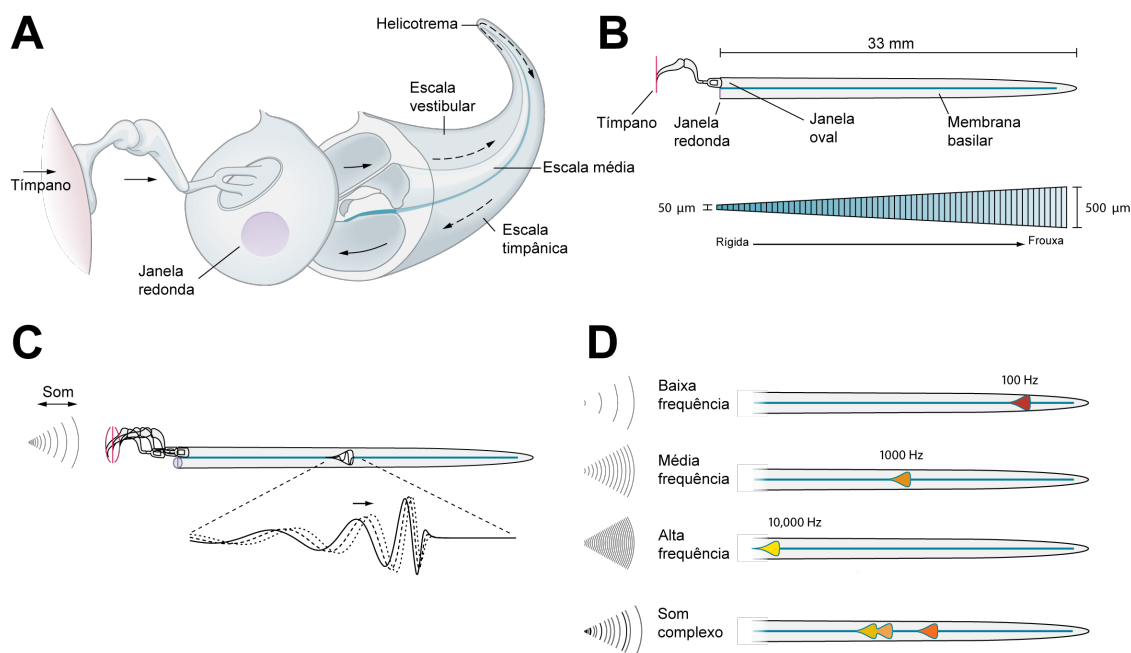 A
Helicotrema
Escala
vestibular
Escala média
Tímpano
Janela
redonda
Escala
timpânica
B
33 mm
Tímpano
Janela
redonda
Janela
oval
Membrana
basilar
50 µm
500 µm
Rígida
Frouxa
C
Som
D
Baixa
frequência
100 Hz
Média
frequência
1000 Hz
Alta
frequência
10,000 Hz
Som
complexo